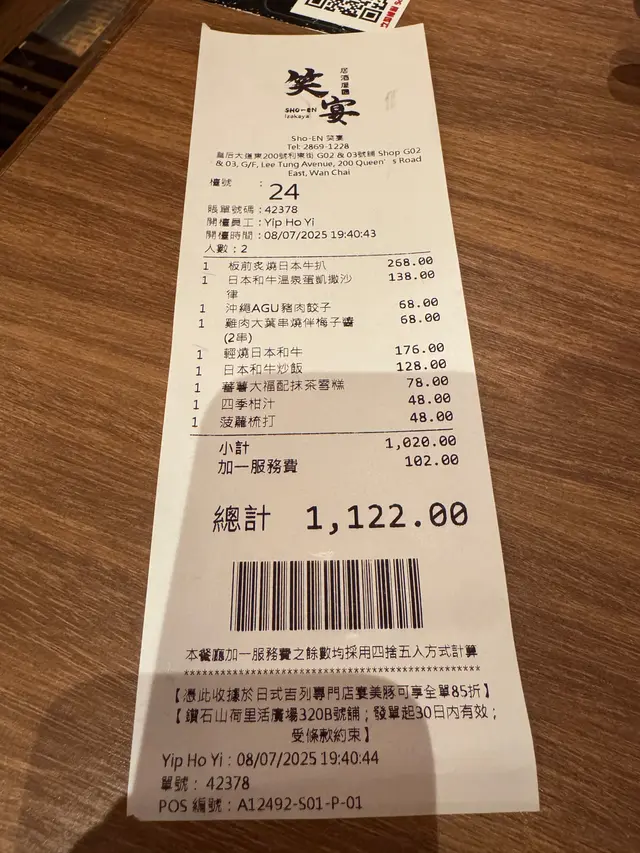 笑宴
居酒屋
SHO-EN
Izakaya
Sho-EN 笑宴
Tel: 2869-1228
皇后大道東200號利東街 G02 & 03號舖 Shop G02
& 03, G/F, Lee Tung Avenue, 200 Queen's Road
East, Wan Chai
檯號 : 24
賬單號碼 : 42378
開檯員工 : Yip Ho Yi
開檯時間 : 08/07/2025 19:40:43
人數 : 2
1 板前炙燒日本牛扒 268.00
1 日本和牛溫泉蛋凱撒沙 138.00
律
1 沖繩AGU豬肉餃子 68.00
1 雞肉大葉串燒伴梅子醬 68.00
(2串)
1 輕燒日本和牛 176.00
1 日本和牛炒飯 128.00
1 蕃薯大福配抹茶雪糕 78.00
1 四季柑汁 48.00
1 菠蘿梳打 48.00
小計 1,020.00
加一服務費 102.00
總計 1,122.00
本餐廳加一服務費之餘數均採用四捨五入方式計算
【憑此收據於日式吉列專門店宴美豚可享全單85折】
【鑽石山荷里活廣場320B號舖；發單起30日內有效；
受條款約束】
Yip Ho Yi : 08/07/2025 19:40:44
單號 : 42378
POS 編號 : A12492-S01-P-01